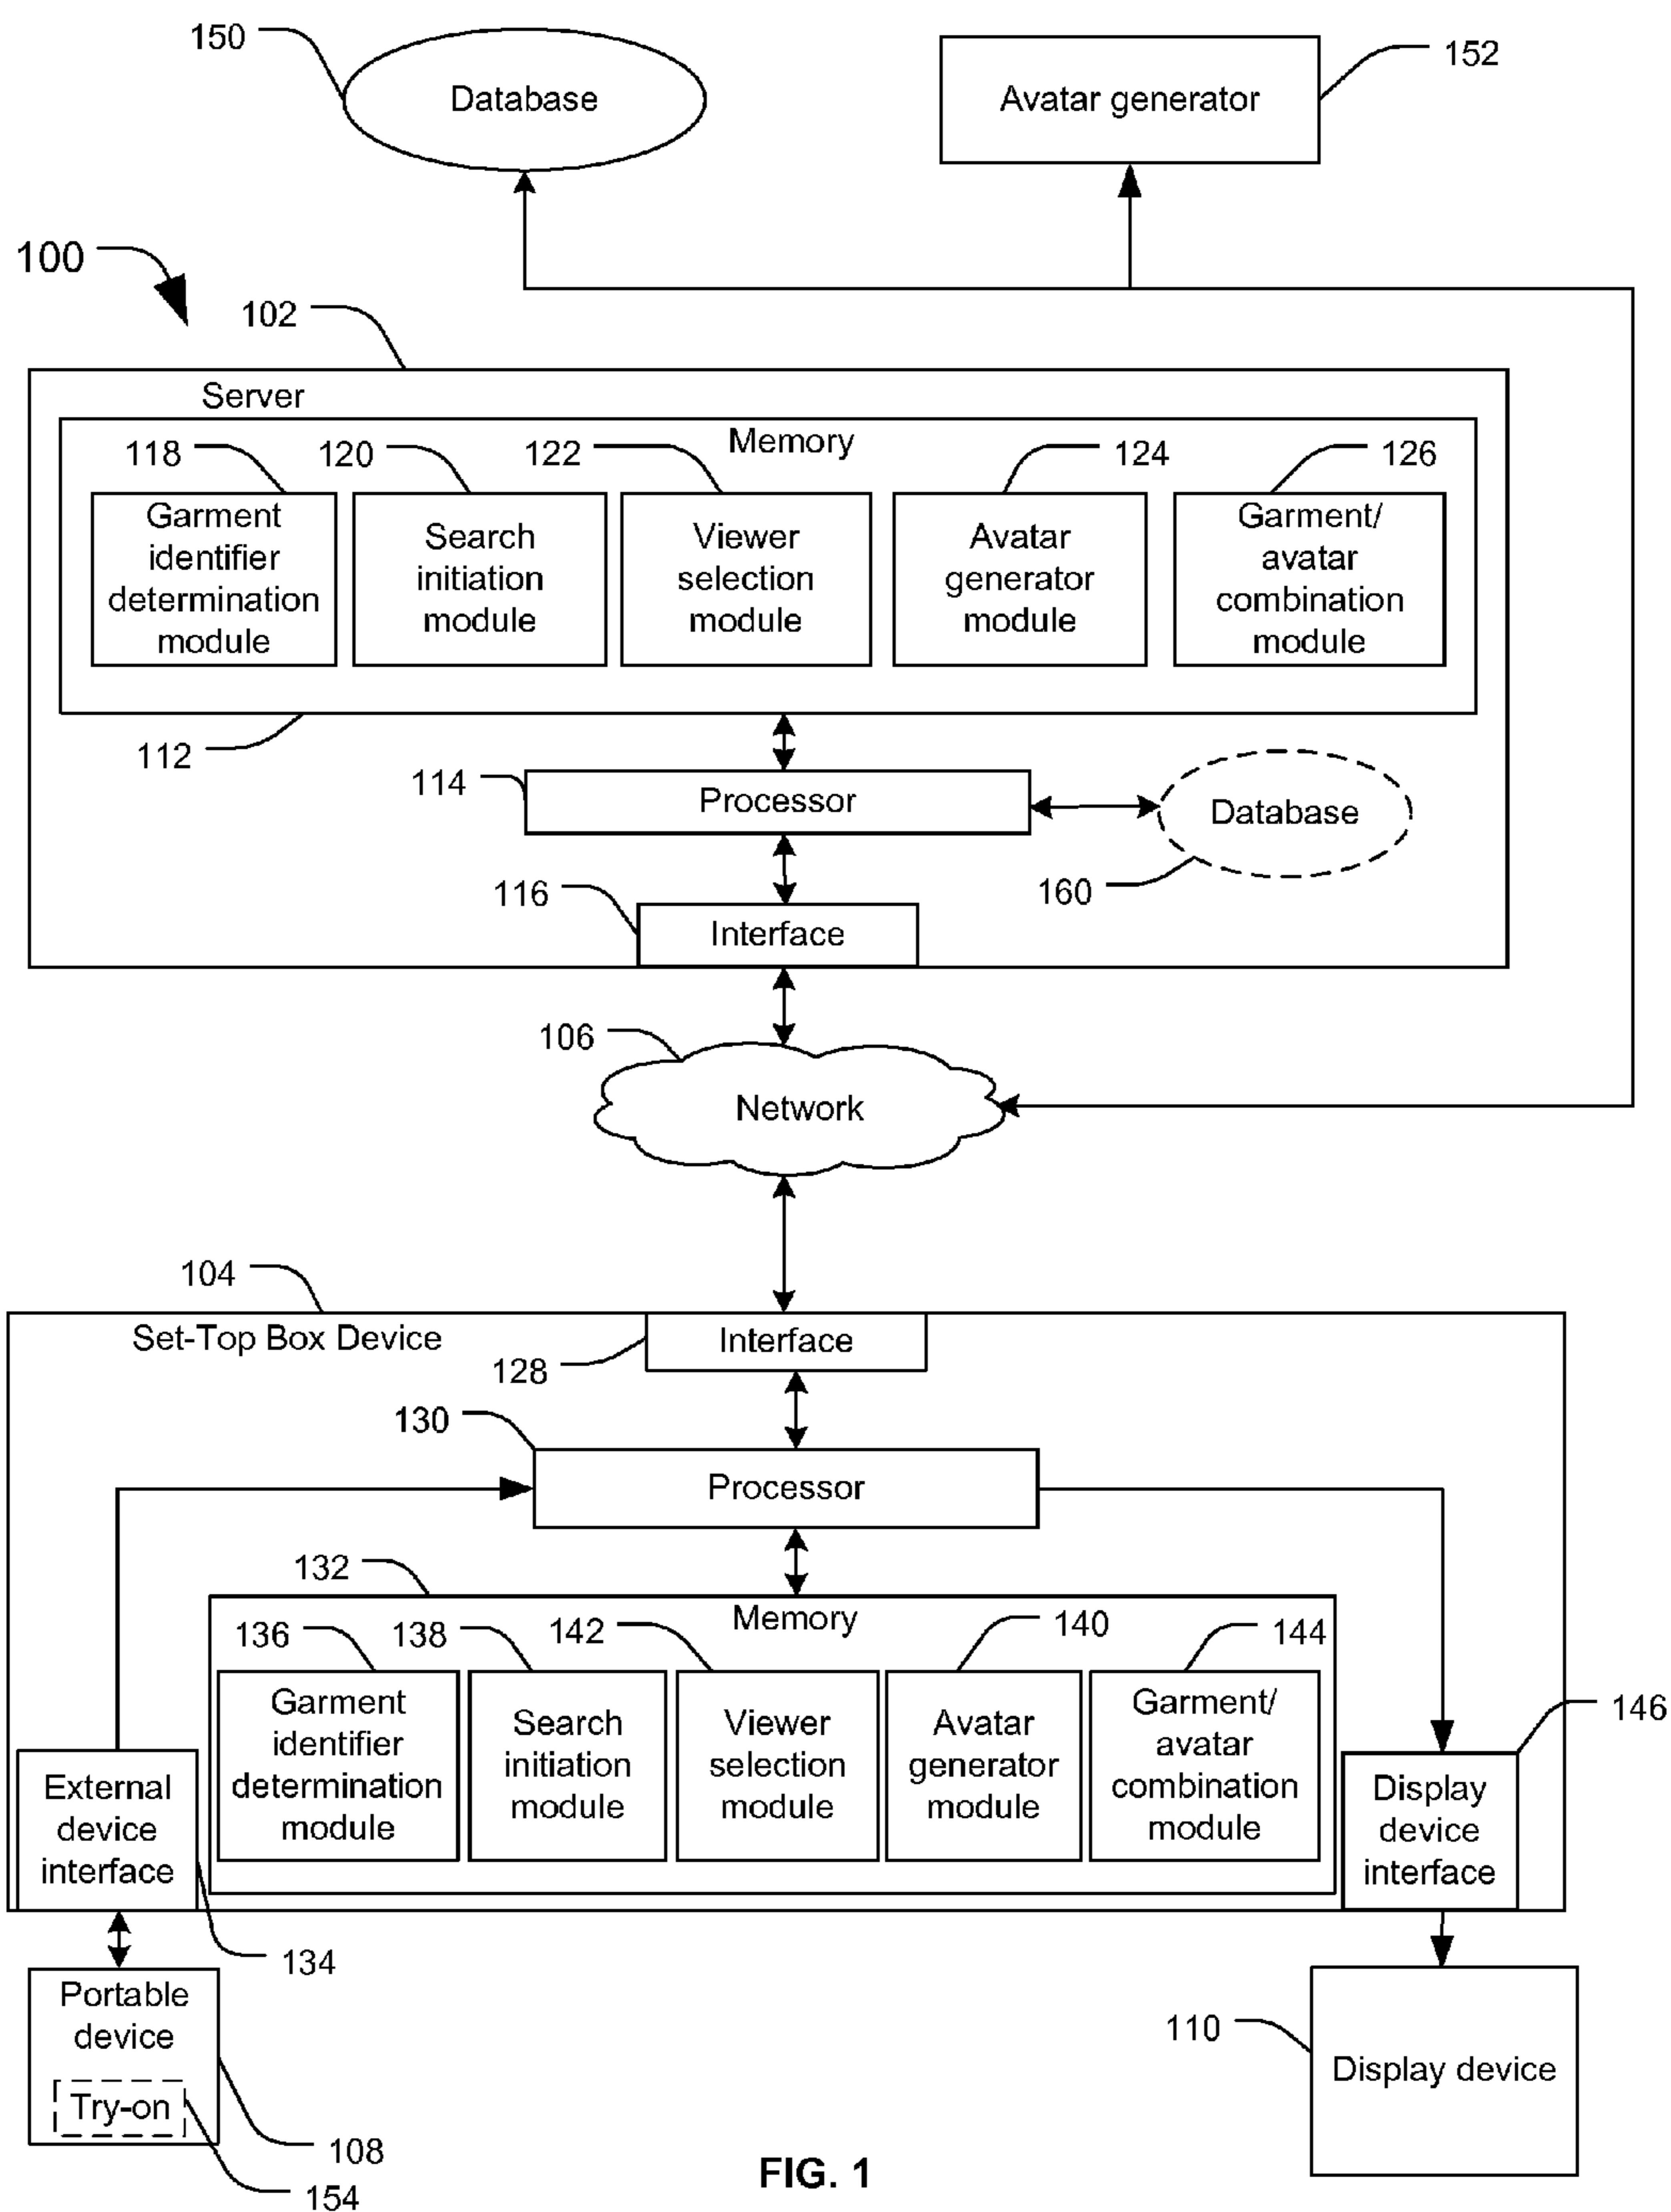 150
Database
Avatar generator
152
100
102
Server
Memory
118
120
122
124
126
Garment
identifier
determination
module
Search
initiation
module
Viewer
selection
module
Avatar
generator
module
Garment/
avatar
combination
module
112
114
Processor
Database
160
116
Interface
106
Network
104
Set-Top Box Device
Interface
128
130
Processor
132
Memory
136
138
142
140
144
146
Garment
identifier
determination
module
Search
initiation
module
Viewer
selection
module
Avatar
generator
module
Garment/
avatar
combination
module
External
device
interface
Display
device
interface
134
Portable
device
Try-on
108
154
110
Display device
FIG. 1